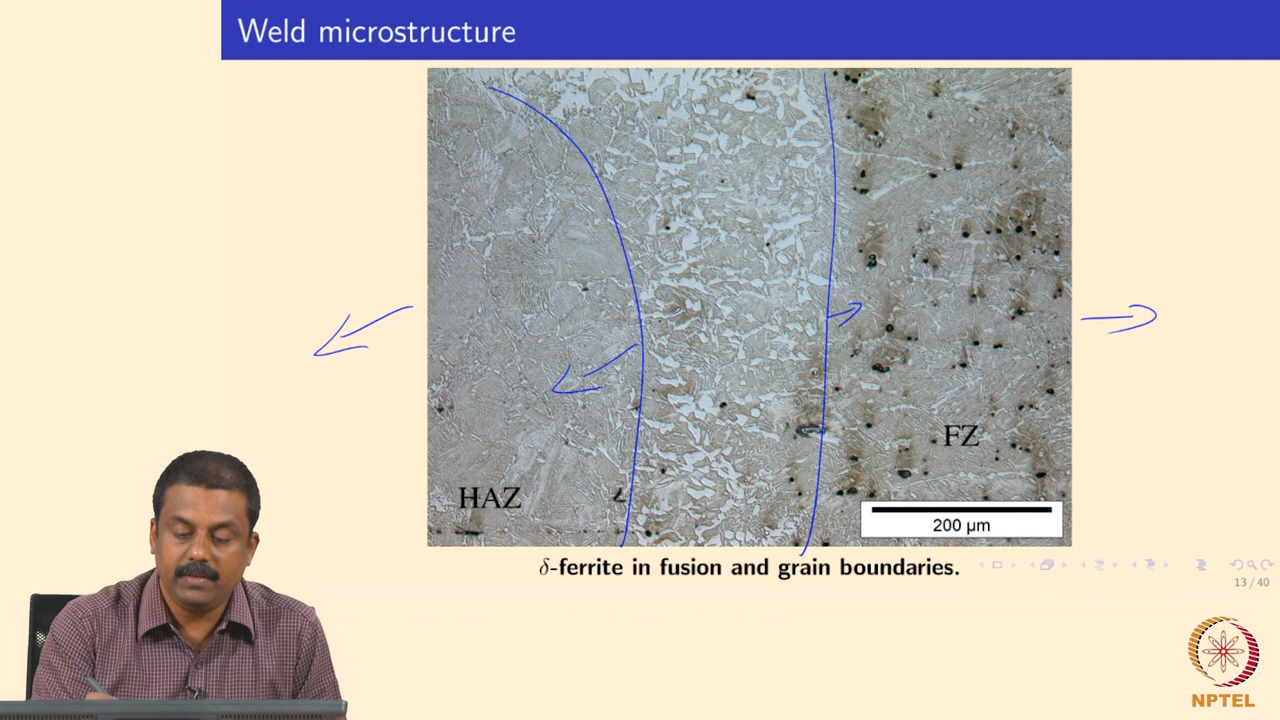 Weld microstructure
HAZ
FZ
200 µm
δ-ferrite in fusion and grain boundaries.
13 / 40
NPTEL